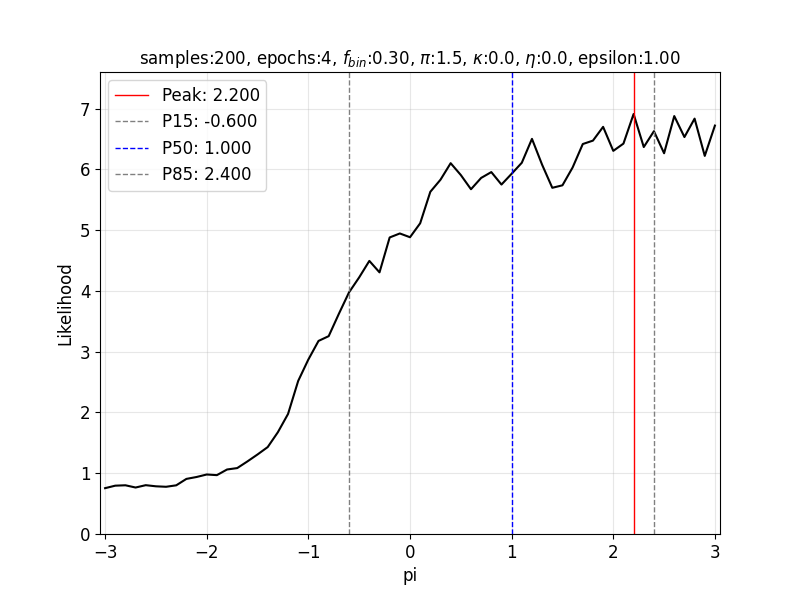 samples:200, epochs:4, $f_{bin}$:0.30, π:1.5, κ:0.0, η:0.0, epsilon:1.00
Peak: 2.200
P15: -0.600
P50: 1.000
P85: 2.400
7
6
5
4
3
2
1
0
Likelihood
−3 −2 −1 0 1 2 3
pi